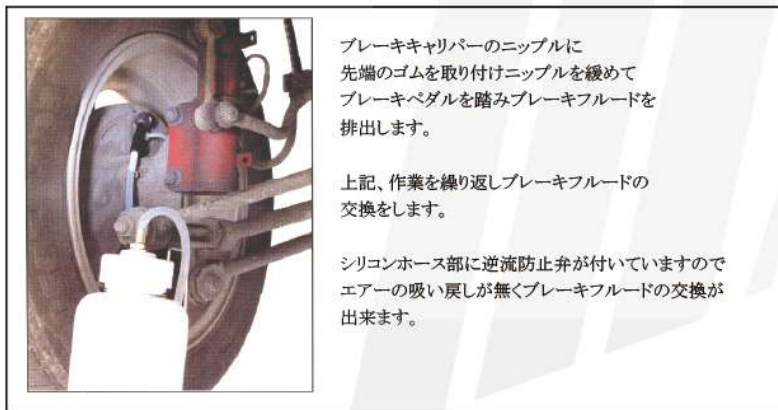 ブレーキキャリパーのニップルに
先端のゴムを取り付けニップルを緩めて
ブレーキペダルを踏みブレーキフルードを
排出します。
上記、作業を繰り返しブレーキフルードの
交換をします。
シリコンホース部に逆流防止弁が付いていますので
エアーの吸い戻しが無くブレーキフルードの交換が
出来ます。